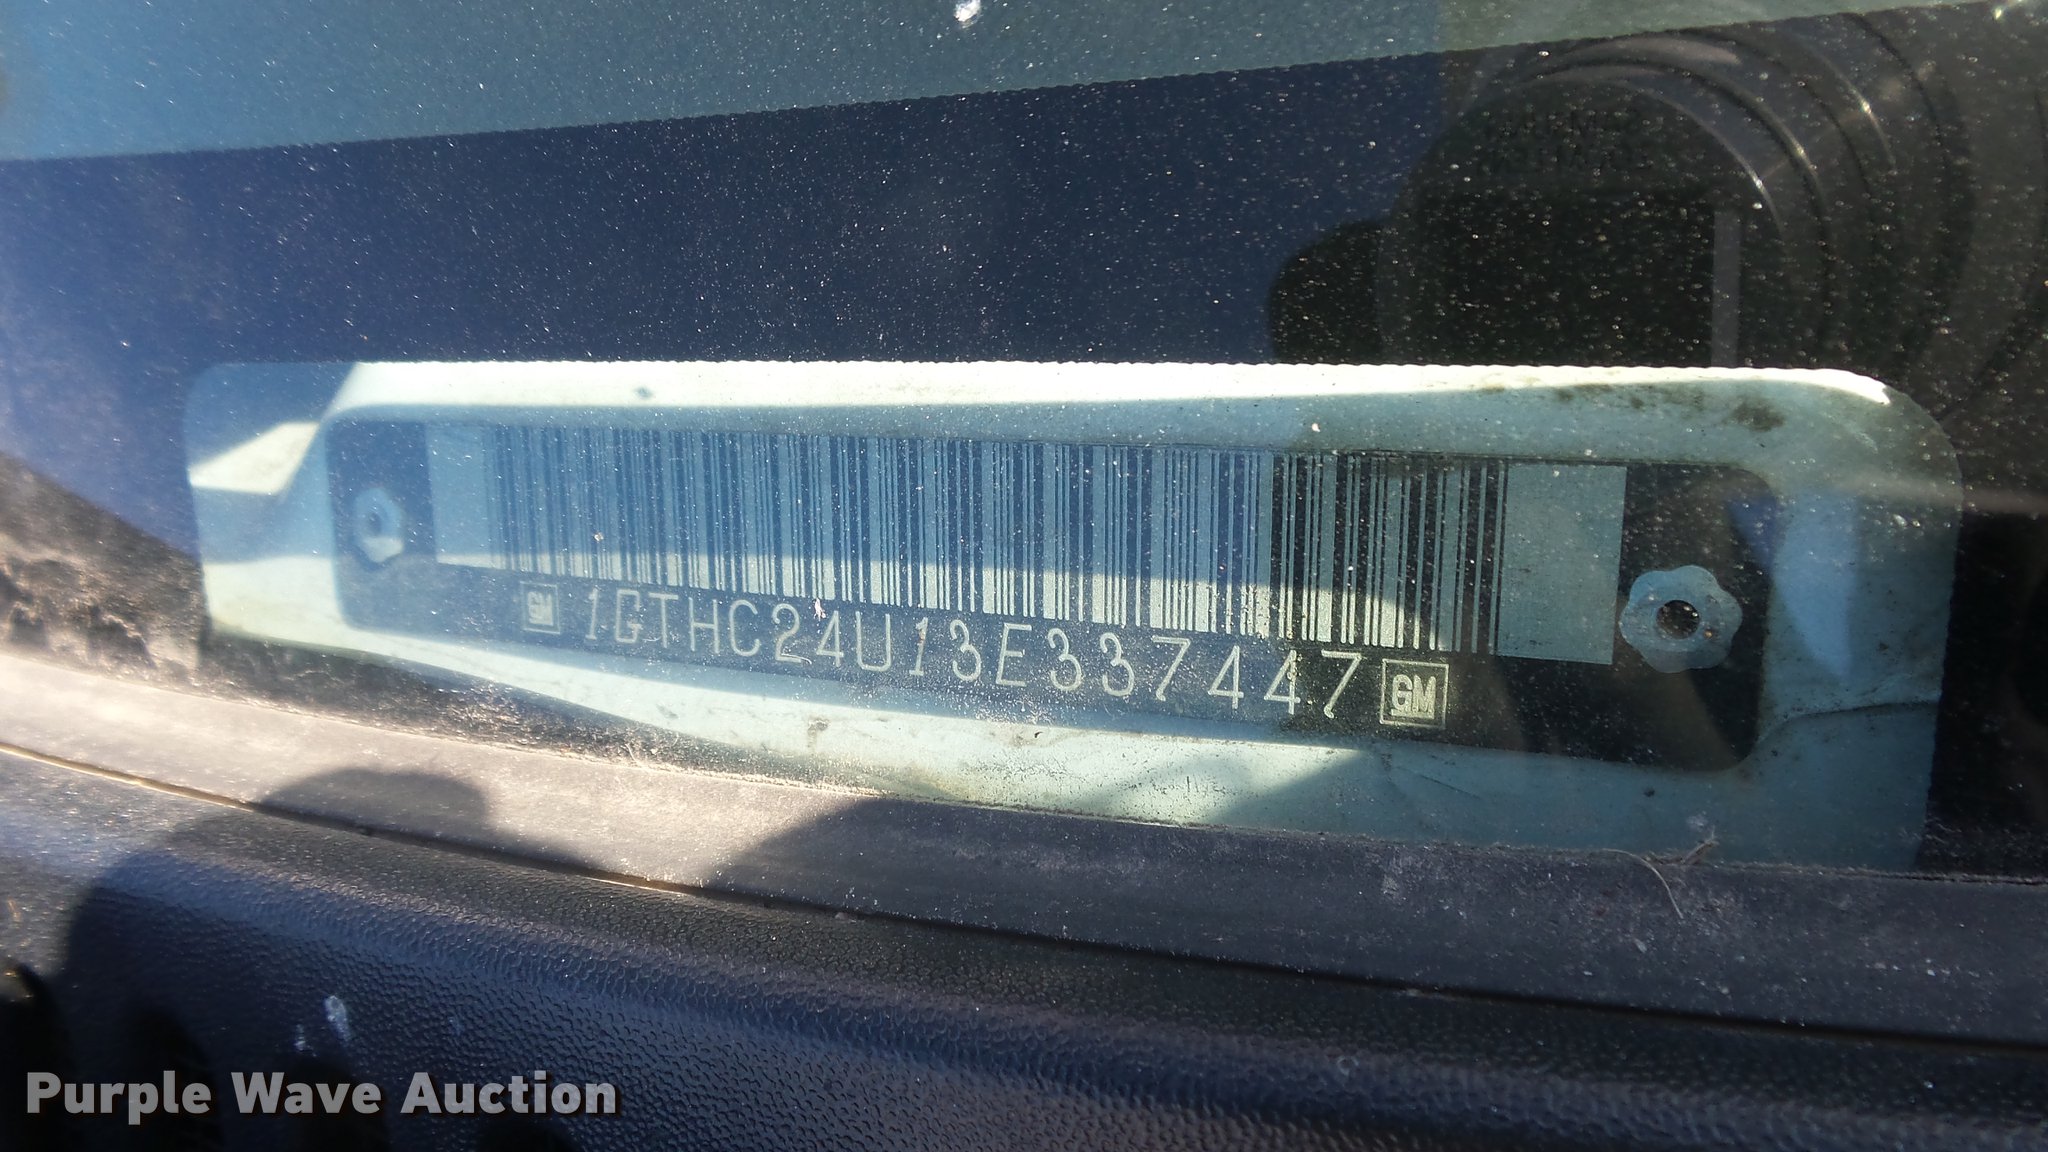 GM 1GTHC24U13E337447 GM
Purple Wave Auction